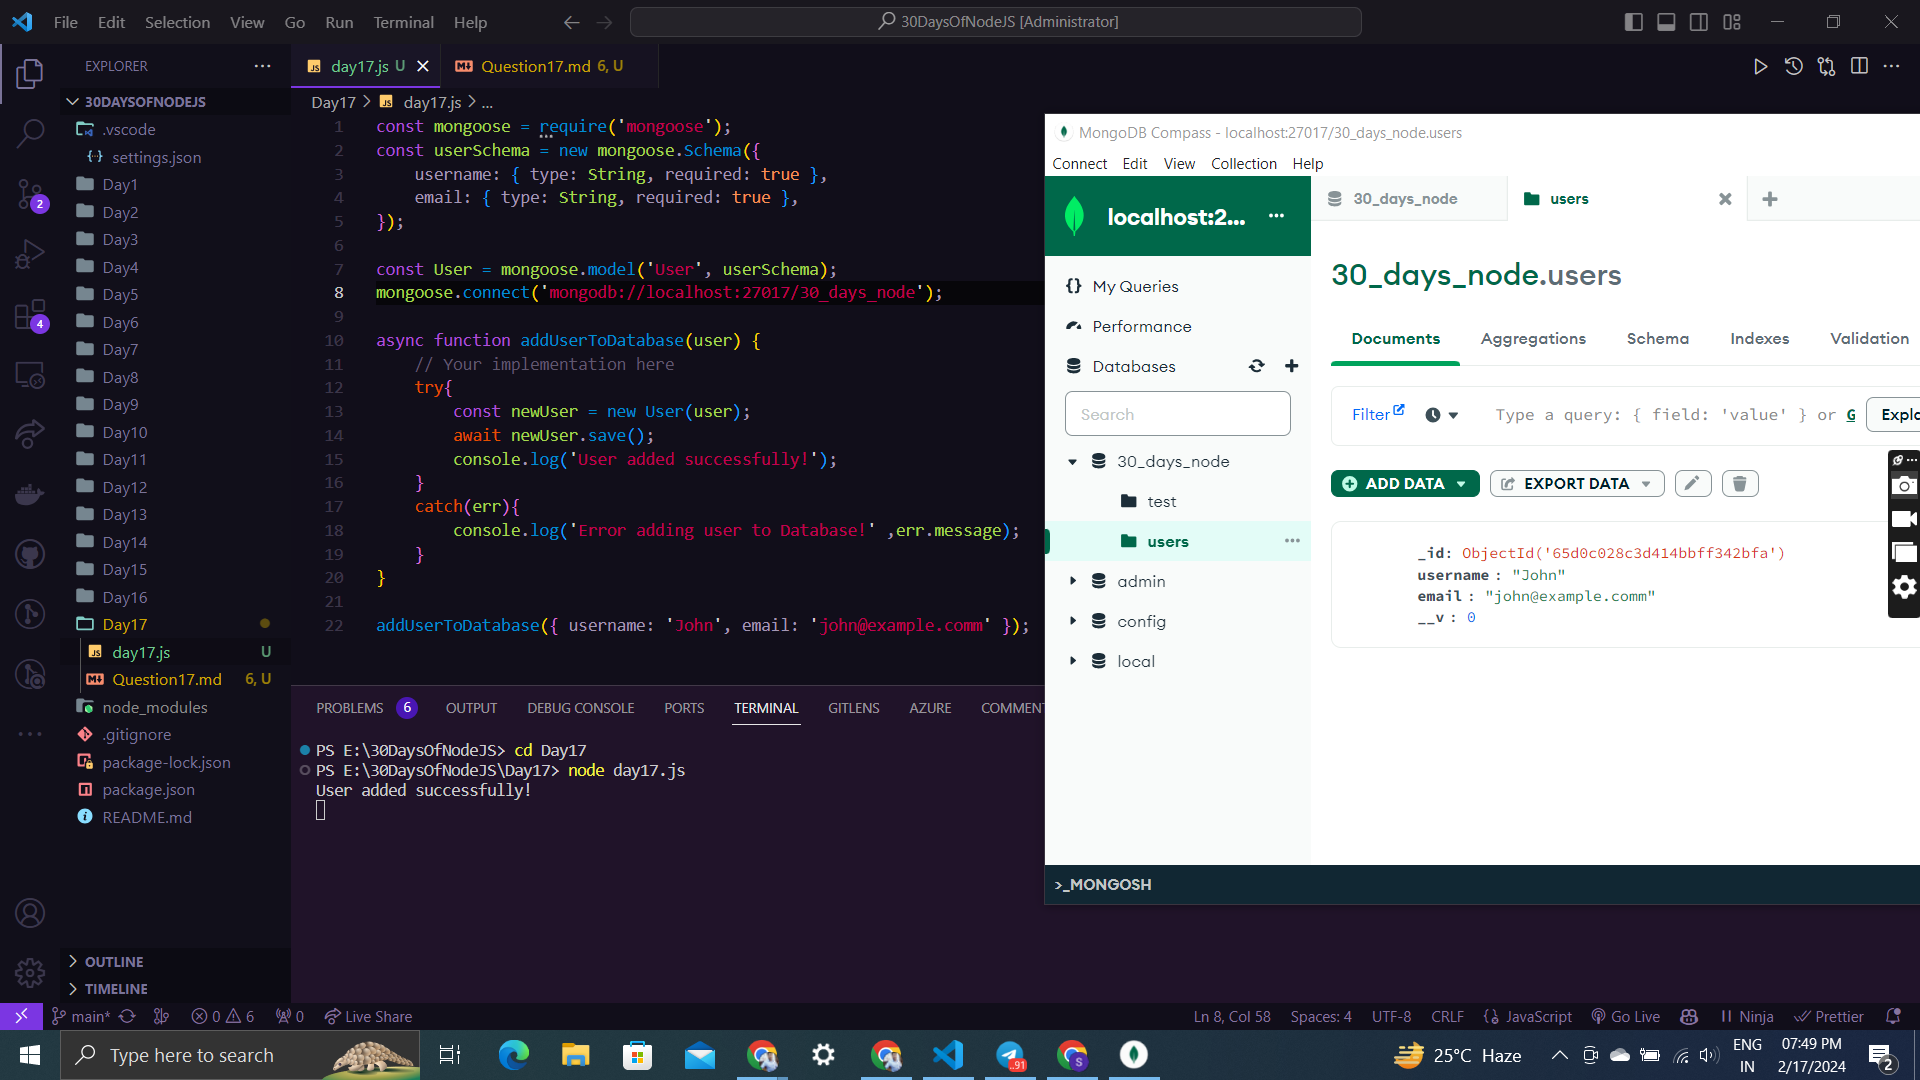 File Edit Selection View Go Run Terminal Help
30DaysOfNodeJS [Administrator]
EXPLORER
30DAYSOFNODEJS
.vscode
settings.json
Day1
Day2
Day3
Day4
Day5
Day6
Day7
Day8
Day9
Day10
Day11
Day12
Day13
Day14
Day15
Day16
Day17
day17.js U
Question17.md 6, U
node_modules
.gitignore
package-lock.json
package.json
README.md
OUTLINE
TIMELINE
2
4
day17.js U
Question17.md 6, U
Day17 > day17.js > ...
1 const mongoose = require('mongoose');
2 const userSchema = new mongoose.Schema({
3 username: { type: String, required: true },
4 email: { type: String, required: true },
5 });
6
7 const User = mongoose.model('User', userSchema);
8 mongoose.connect('mongodb://localhost:27017/30_days_node');
9
10 async function addUserToDatabase(user) {
11 // Your implementation here
12 try{
13 const newUser = new User(user);
14 await newUser.save();
15 console.log('User added successfully!');
16 }
17 catch(err){
18 console.log('Error adding user to Database!' ,err.message);
19 }
20 }
21
22 addUserToDatabase({ username: 'John', email: 'john@example.comm' });
PROBLEMS 6 OUTPUT DEBUG CONSOLE PORTS TERMINAL GITLENS AZURE COMMENT
PS E:\30DaysOfNodeJS> cd Day17
PS E:\30DaysOfNodeJS\Day17> node day17.js
User added successfully!
MongoDB Compass - localhost:27017/30_days_node.users
Connect Edit View Collection Help
localhost:2...
My Queries
Performance
Databases
Search
30_days_node
test
users
admin
config
local
30_days_node
users
30_days_node.users
Documents Aggregations Schema Indexes Validation
Filter
Type a query: { field: 'value' } or G
Expla
ADD DATA
EXPORT DATA
_id: ObjectId('65d0c028c3d414bbff342bfa')
username : "John"
email : "john@example.comm"
__v : 0
>_MONGOSH
main* 0 6 0 Live Share
Ln 8, Col 58 Spaces: 4 UTF-8 CRLF JavaScript Go Live Ninja Prettier
Type here to search
..91
S
25°C Haze
ENG
IN
07:49 PM
2/17/2024
2